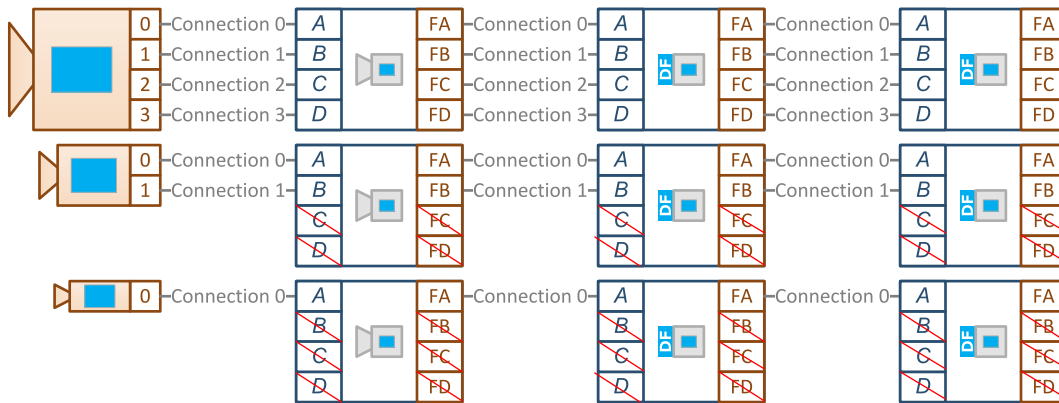 0 Connection 0 A FA Connection 0 A FA Connection 0 A FA
1 Connection 1 B FB Connection 1 B FB Connection 1 B FB
2 Connection 2 C DF FC Connection 2 C DF FC Connection 2 C DF FC
3 Connection 3 D FD Connection 3 D FD Connection 3 D FD
0 Connection 0 A FA Connection 0 A FA Connection 0 A FA
1 Connection 1 B FB Connection 1 B DF FB Connection 1 B DF FB
C FC C FC C FC
D FD D FD D FD
0 Connection 0 A FA Connection 0 A FA Connection 0 A FA
B FB B DF FB B DF FB
C FC C FC C FC
D FD D FD D FD